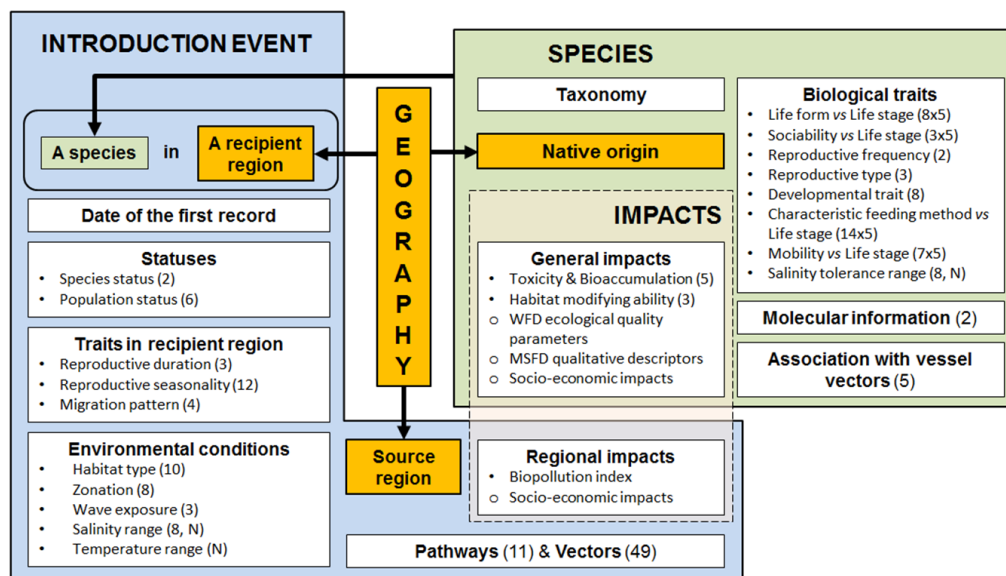 INTRODUCTION EVENT
A species
in
A recipient
region
Date of the first record
Statuses
• Species status (2)
• Population status (6)
Traits in recipient region
• Reproductive duration (3)
• Reproductive seasonality (12)
• Migration pattern (4)
Environmental conditions
• Habitat type (10)
• Zonation (8)
• Wave exposure (3)
• Salinity range (8, N)
• Temperature range (N)
G
E
O
G
R
A
P
H
Y
Source
region
SPECIES
Taxonomy
Native origin
IMPACTS
General impacts
• Toxicity & Bioaccumulation (5)
• Habitat modifying ability (3)
o WFD ecological quality
parameters
o MSFD qualitative descriptors
o Socio-economic impacts
Biological traits
• Life form vs Life stage (8x5)
• Sociability vs Life stage (3x5)
• Reproductive frequency (2)
• Reproductive type (3)
• Developmental trait (8)
• Characteristic feeding method vs
Life stage (14x5)
• Mobility vs Life stage (7x5)
• Salinity tolerance range (8, N)
Molecular information (2)
Association with vessel
vectors (5)
Regional impacts
• Biopollution index
o Socio-economic impacts
Pathways (11) & Vectors (49)